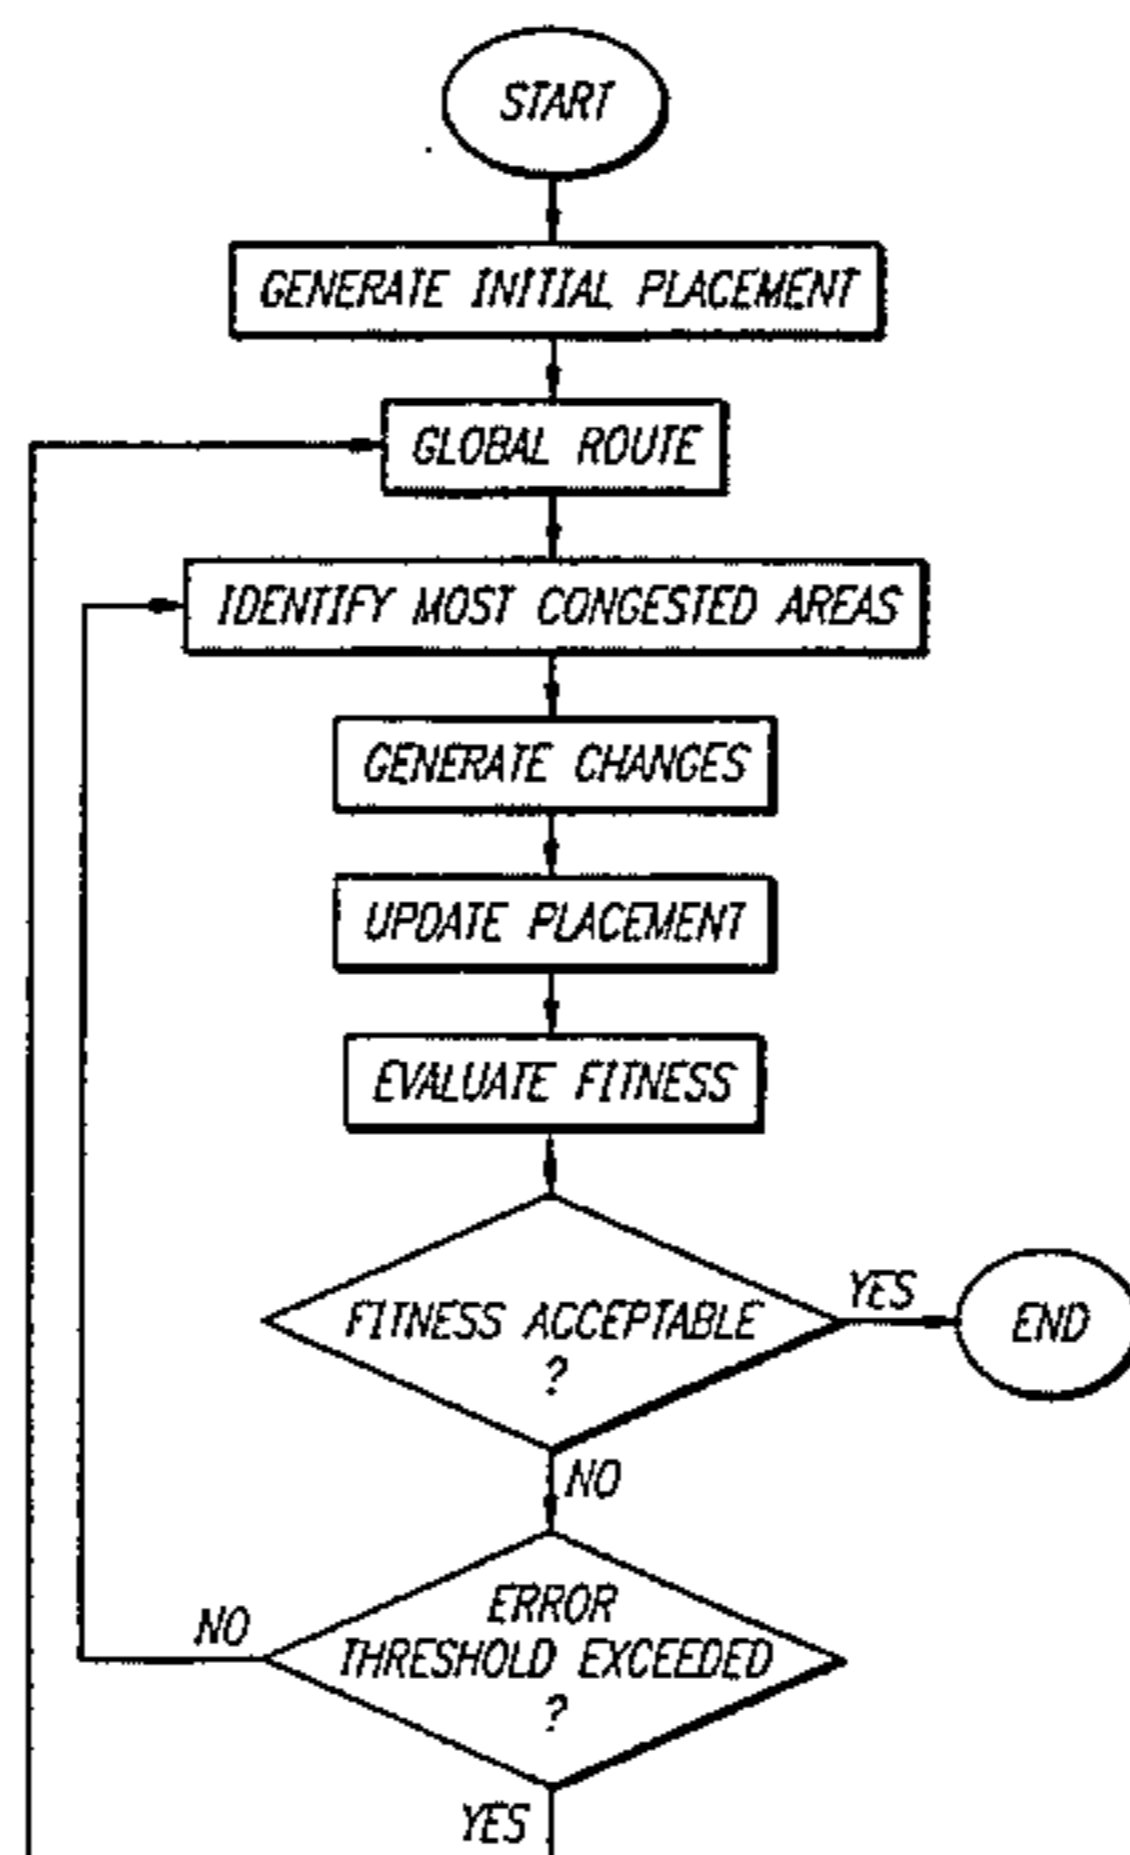 START
GENERATE INITIAL PLACEMENT
GLOBAL ROUTE
IDENTIFY MOST CONGESTED AREAS
GENERATE CHANGES
UPDATE PLACEMENT
EVALUATE FITNESS
FITNESS ACCEPTABLE
?
YES
END
NO
ERROR
THRESHOLD EXCEEDED
?
NO
YES